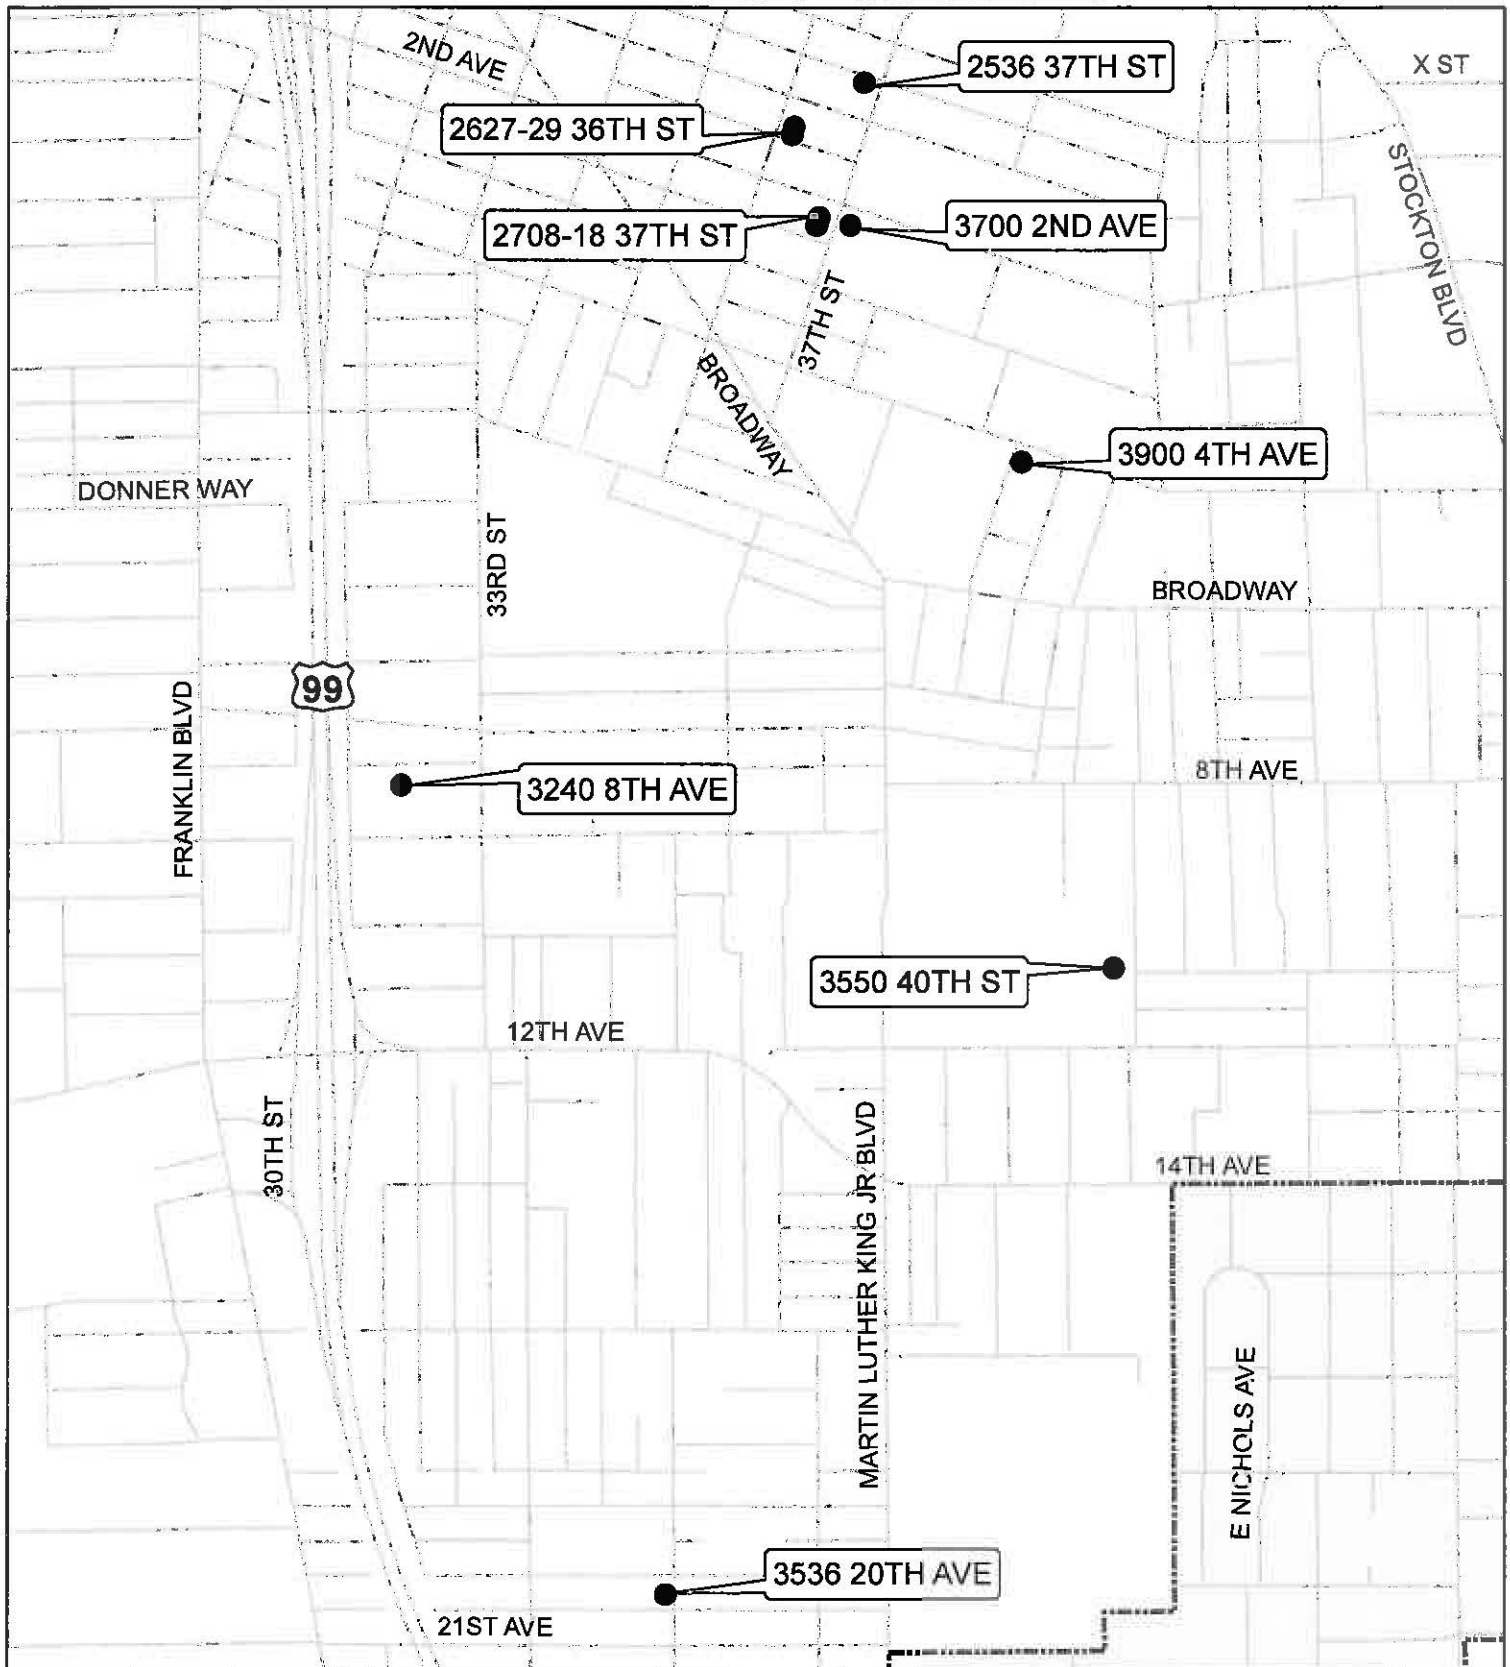 2ND AVE
2536 37TH ST
X ST
2627-29 36TH ST
STOCKTON BLVD
2708-18 37TH ST
3700 2ND AVE
37TH ST
BROADWAY
3900 4TH AVE
DONNER WAY
33RD ST
BROADWAY
99
FRANKLIN BLVD
8TH AVE
3240 8TH AVE
3550 40TH ST
12TH AVE
30TH ST
MARTIN LUTHER KING JR BLVD
14TH AVE
E NICHOLS AVE
3536 20TH AVE
21ST AVE